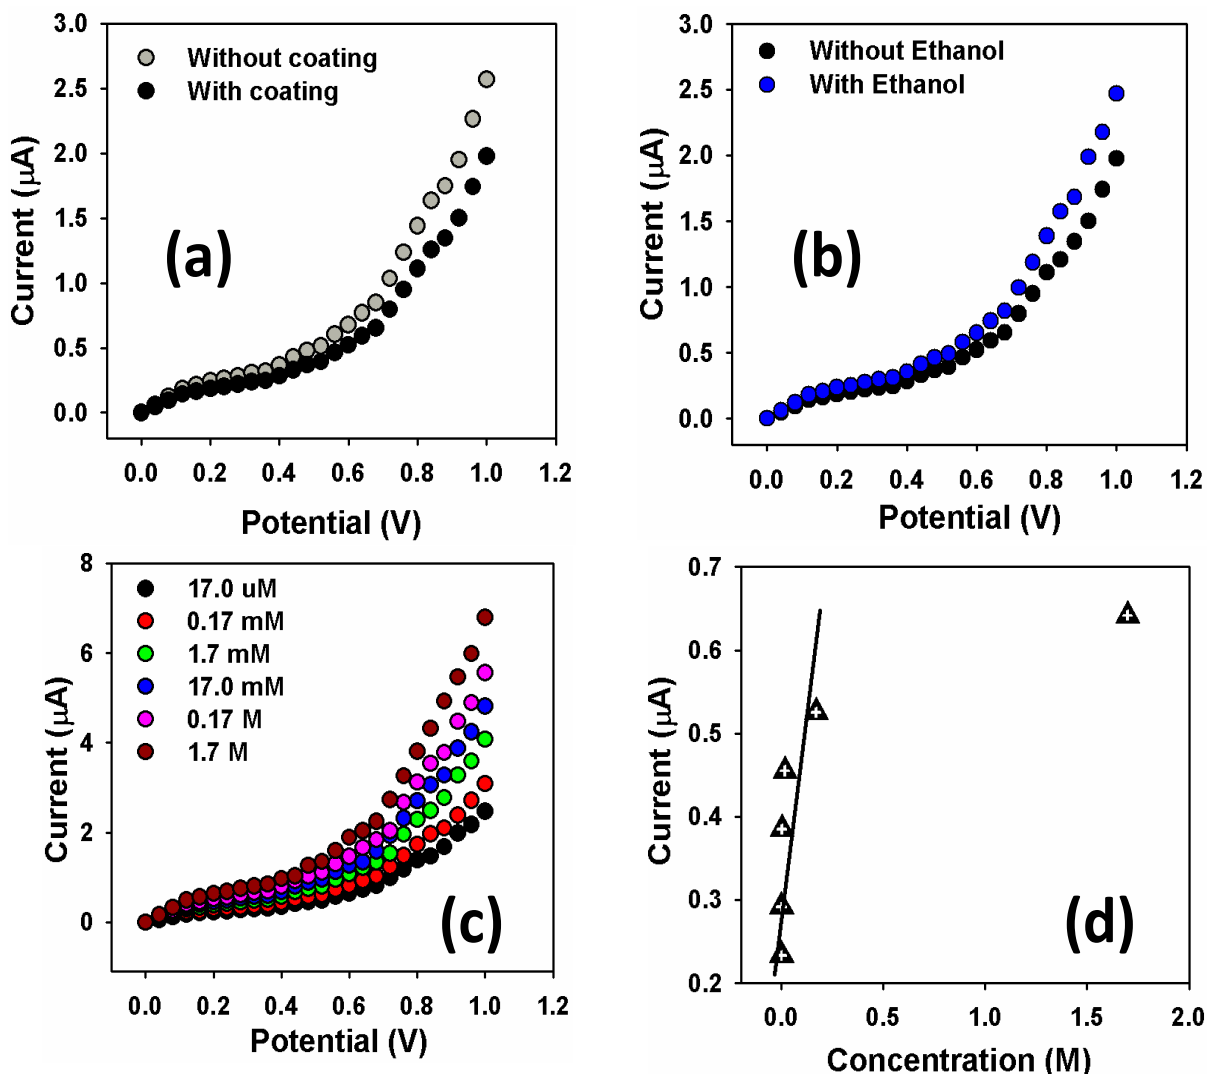 3.0
2.5
2.0
1.5
1.0
0.5
0.0
Current (μA)
Without coating
With coating
(a)
0.0 0.2 0.4 0.6 0.8 1.0 1.2
Potential (V)
3.0
2.5
2.0
1.5
1.0
0.5
0.0
Current (μA)
Without Ethanol
With Ethanol
(b)
0.0 0.2 0.4 0.6 0.8 1.0 1.2
Potential (V)
8
6
4
2
0
Current (μA)
17.0 uM
0.17 mM
1.7 mM
17.0 mM
0.17 M
1.7 M
(c)
0.0 0.2 0.4 0.6 0.8 1.0 1.2
Potential (V)
0.7
0.6
0.5
0.4
0.3
0.2
Current (μA)
(d)
0.0 0.5 1.0 1.5 2.0
Concentration (M)